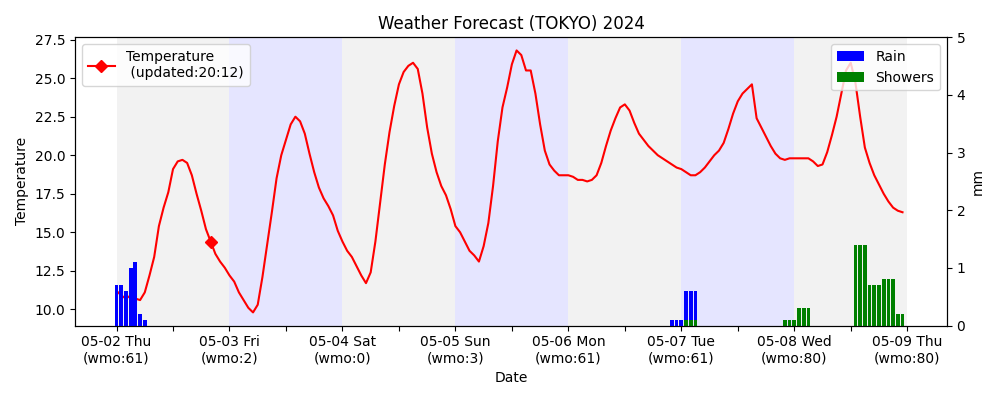 Weather Forecast (TOKYO) 2024
Temperature
(updated:20:12)
Rain
Showers
27.5
25.0
22.5
20.0
17.5
15.0
12.5
10.0
Temperature
5
4
3
2
1
0
mm
05-02 Thu
(wmo:61)
05-03 Fri
(wmo:2)
05-04 Sat
(wmo:0)
05-05 Sun
(wmo:3)
05-06 Mon
(wmo:61)
05-07 Tue
(wmo:61)
05-08 Wed
(wmo:80)
05-09 Thu
(wmo:80)
Date